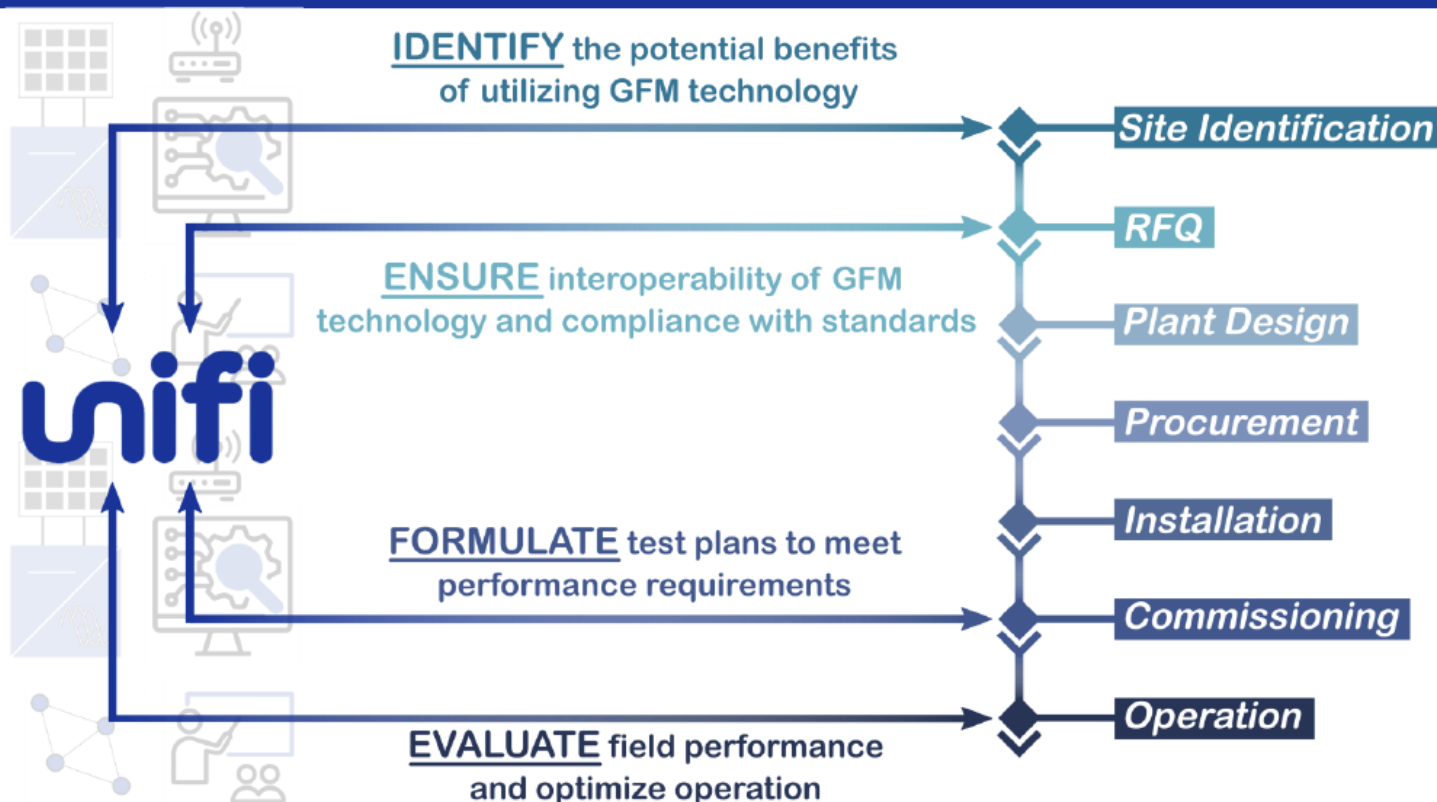 IDENTIFY the potential benefits
of utilizing GFM technology
Site Identification
RFQ
ENSURE interoperability of GFM
technology and compliance with standards
Plant Design
unifi
Procurement
Installation
FORMULATE test plans to meet
performance requirements
Commissioning
Operation
EVALUATE field performance
and optimize operation